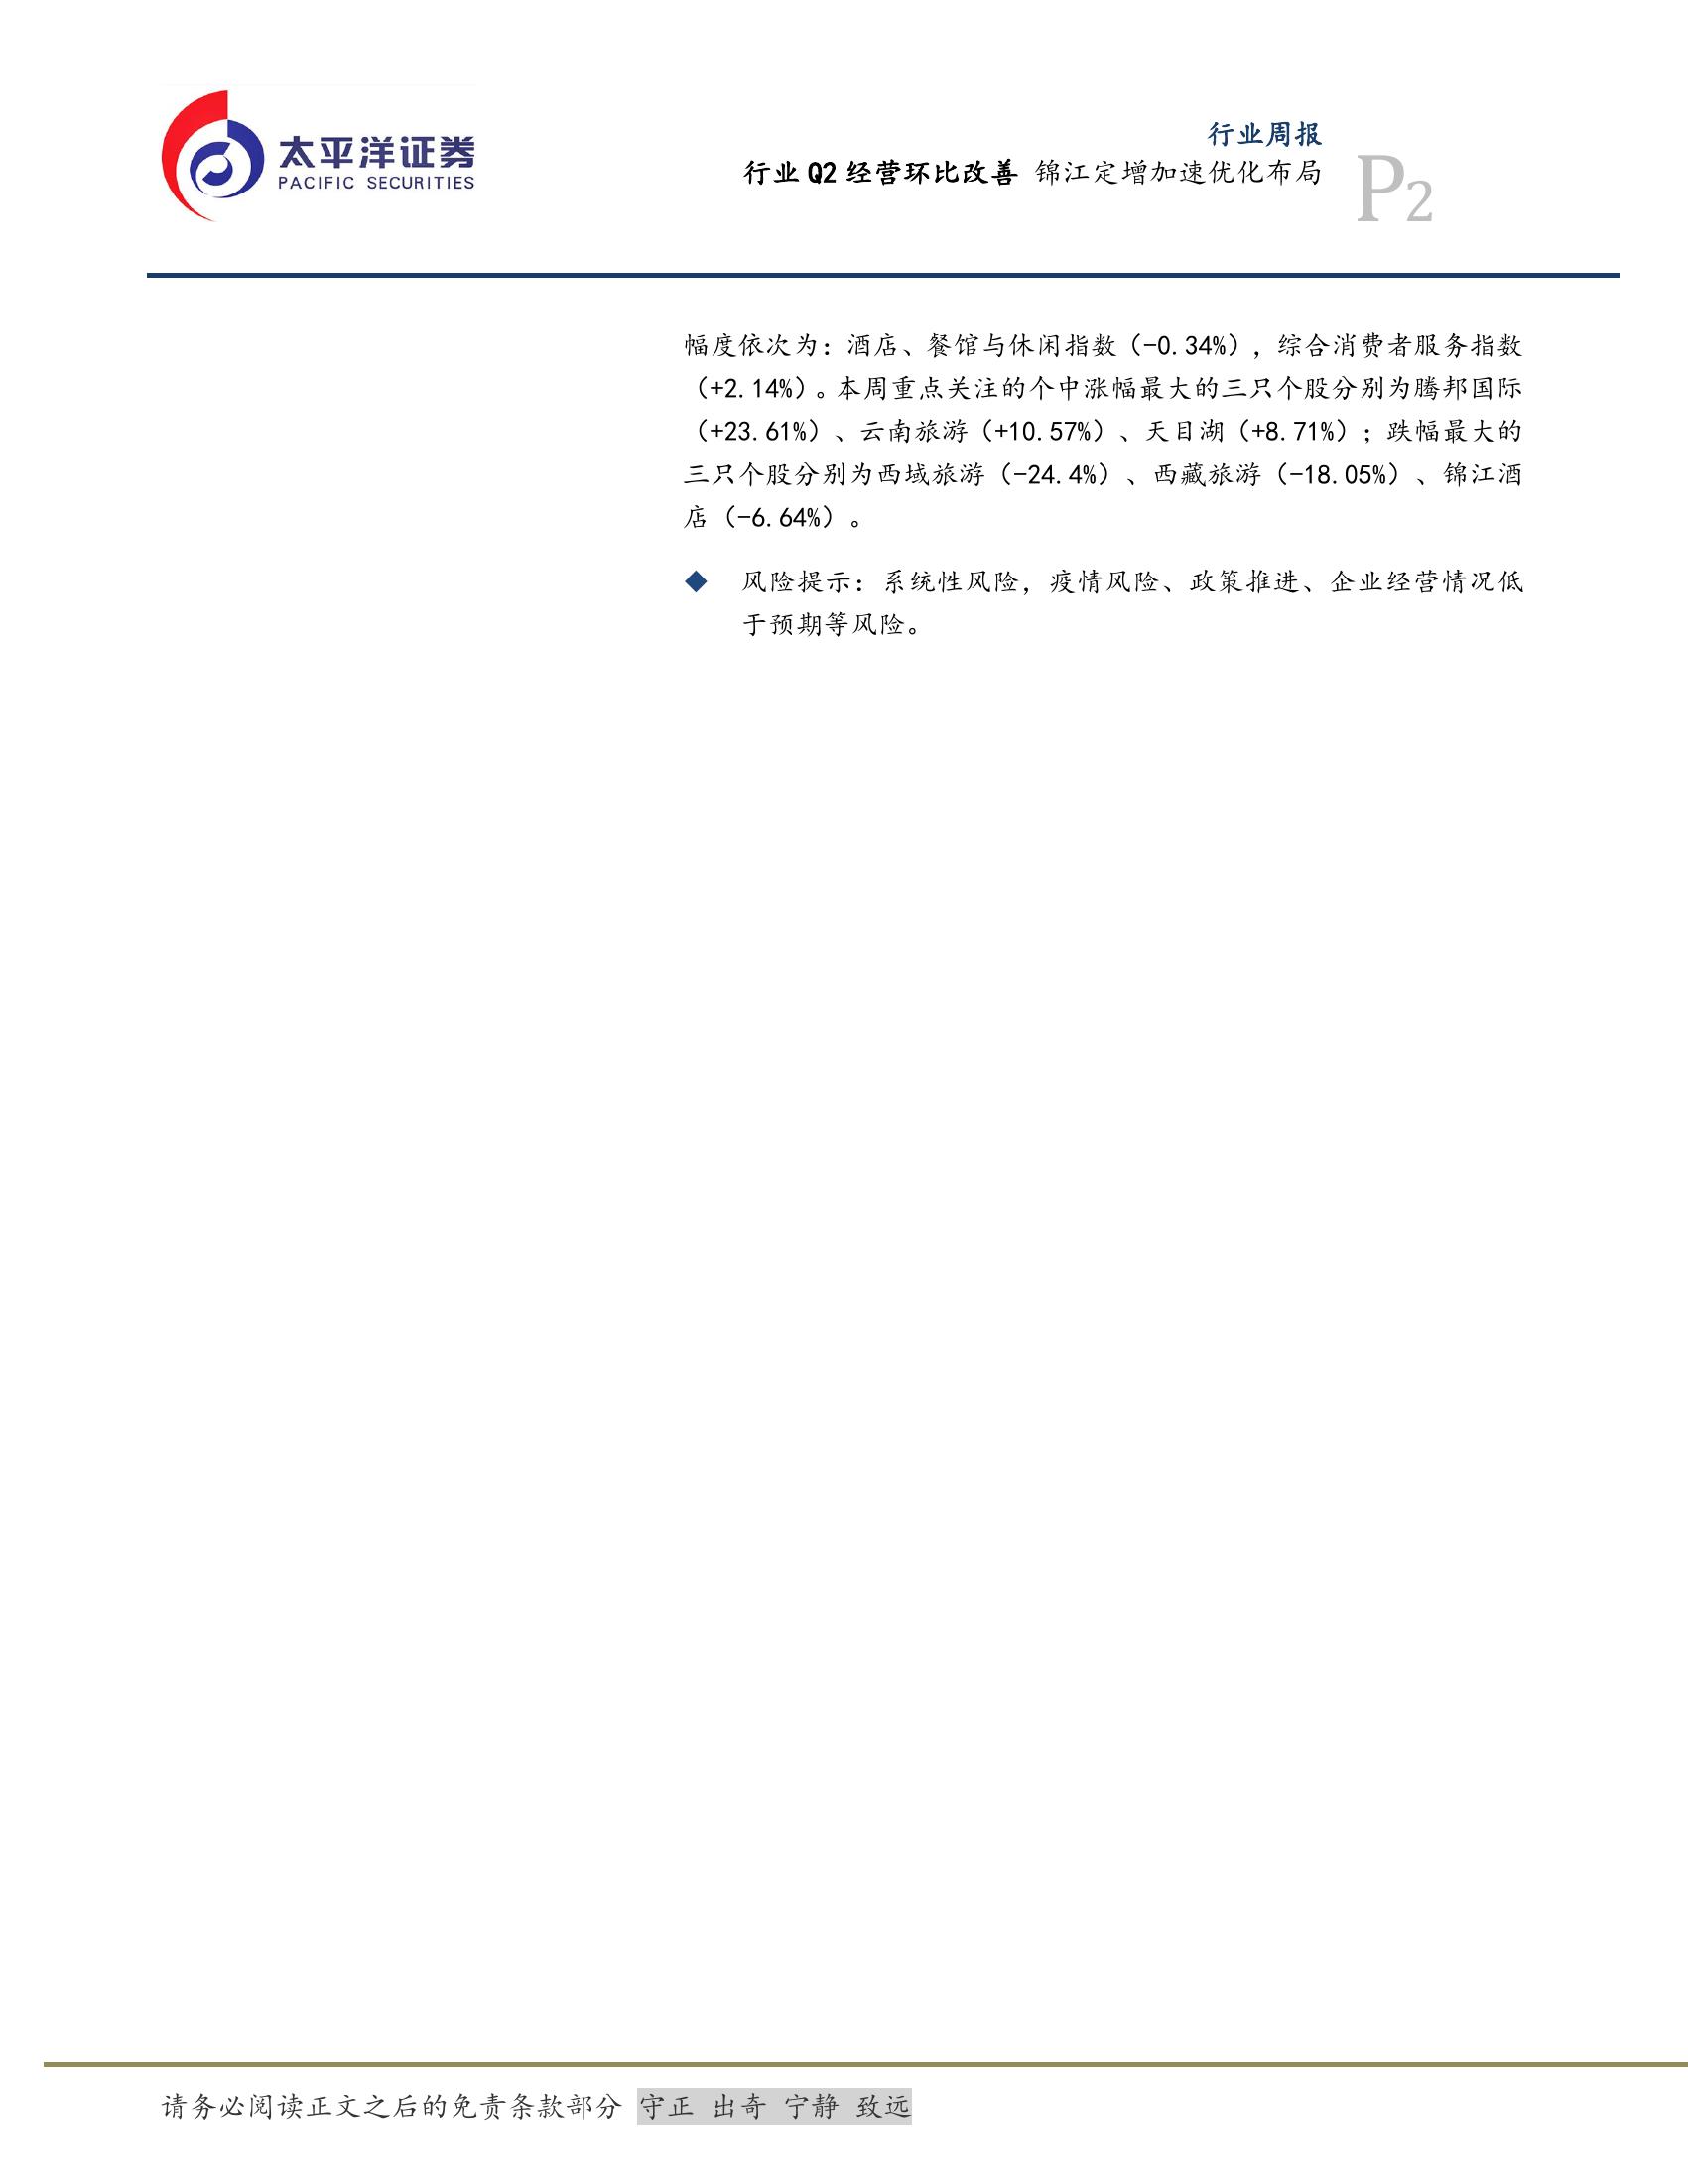 太平洋证券
PACIFIC SECURITIES
行业周报
行业 Q2 经营环比改善 锦江定增加速优化布局
P2
幅度依次为：酒店、餐馆与休闲指数（-0.34%），综合消费者服务指数
（+2.14%）。本周重点关注的个中涨幅最大的三只个股分别为腾邦国际
（+23.61%）、云南旅游（+10.57%）、天目湖（+8.71%）；跌幅最大的
三只个股分别为西域旅游（-24.4%）、西藏旅游（-18.05%）、锦江酒
店（-6.64%）。
◆ 风险提示：系统性风险，疫情风险、政策推进、企业经营情况低
于预期等风险。
请务必阅读正文之后的免责条款部分 守正 出奇 宁静 致远